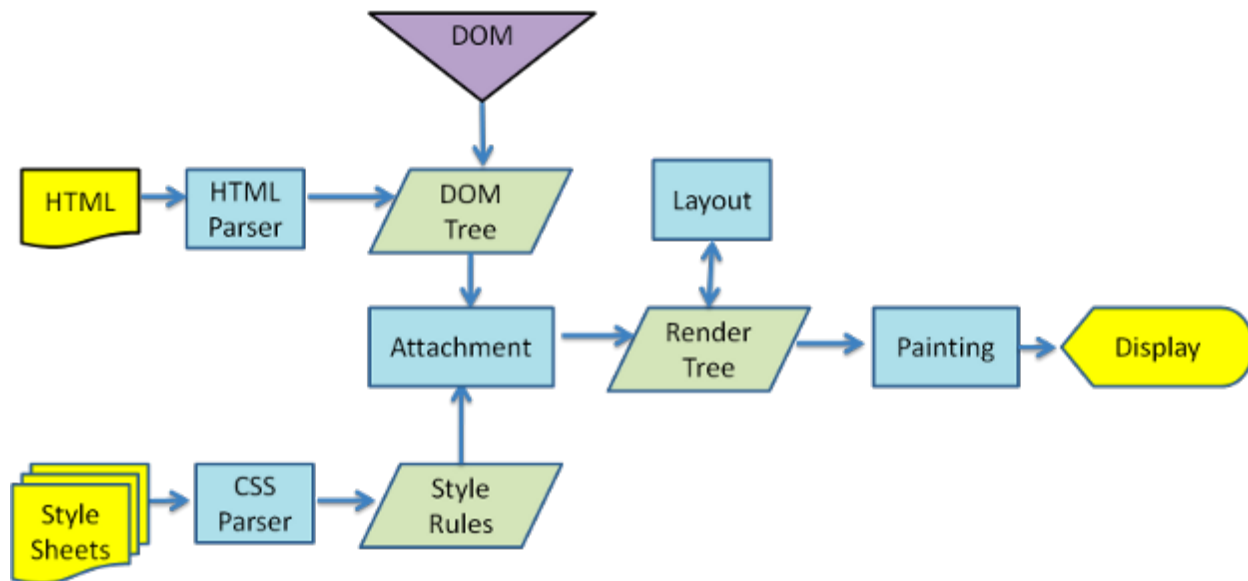 DOM
HTML
HTML
Parser
DOM
Tree
Layout
Attachment
Render
Tree
Painting
Display
Style
Sheets
CSS
Parser
Style
Rules